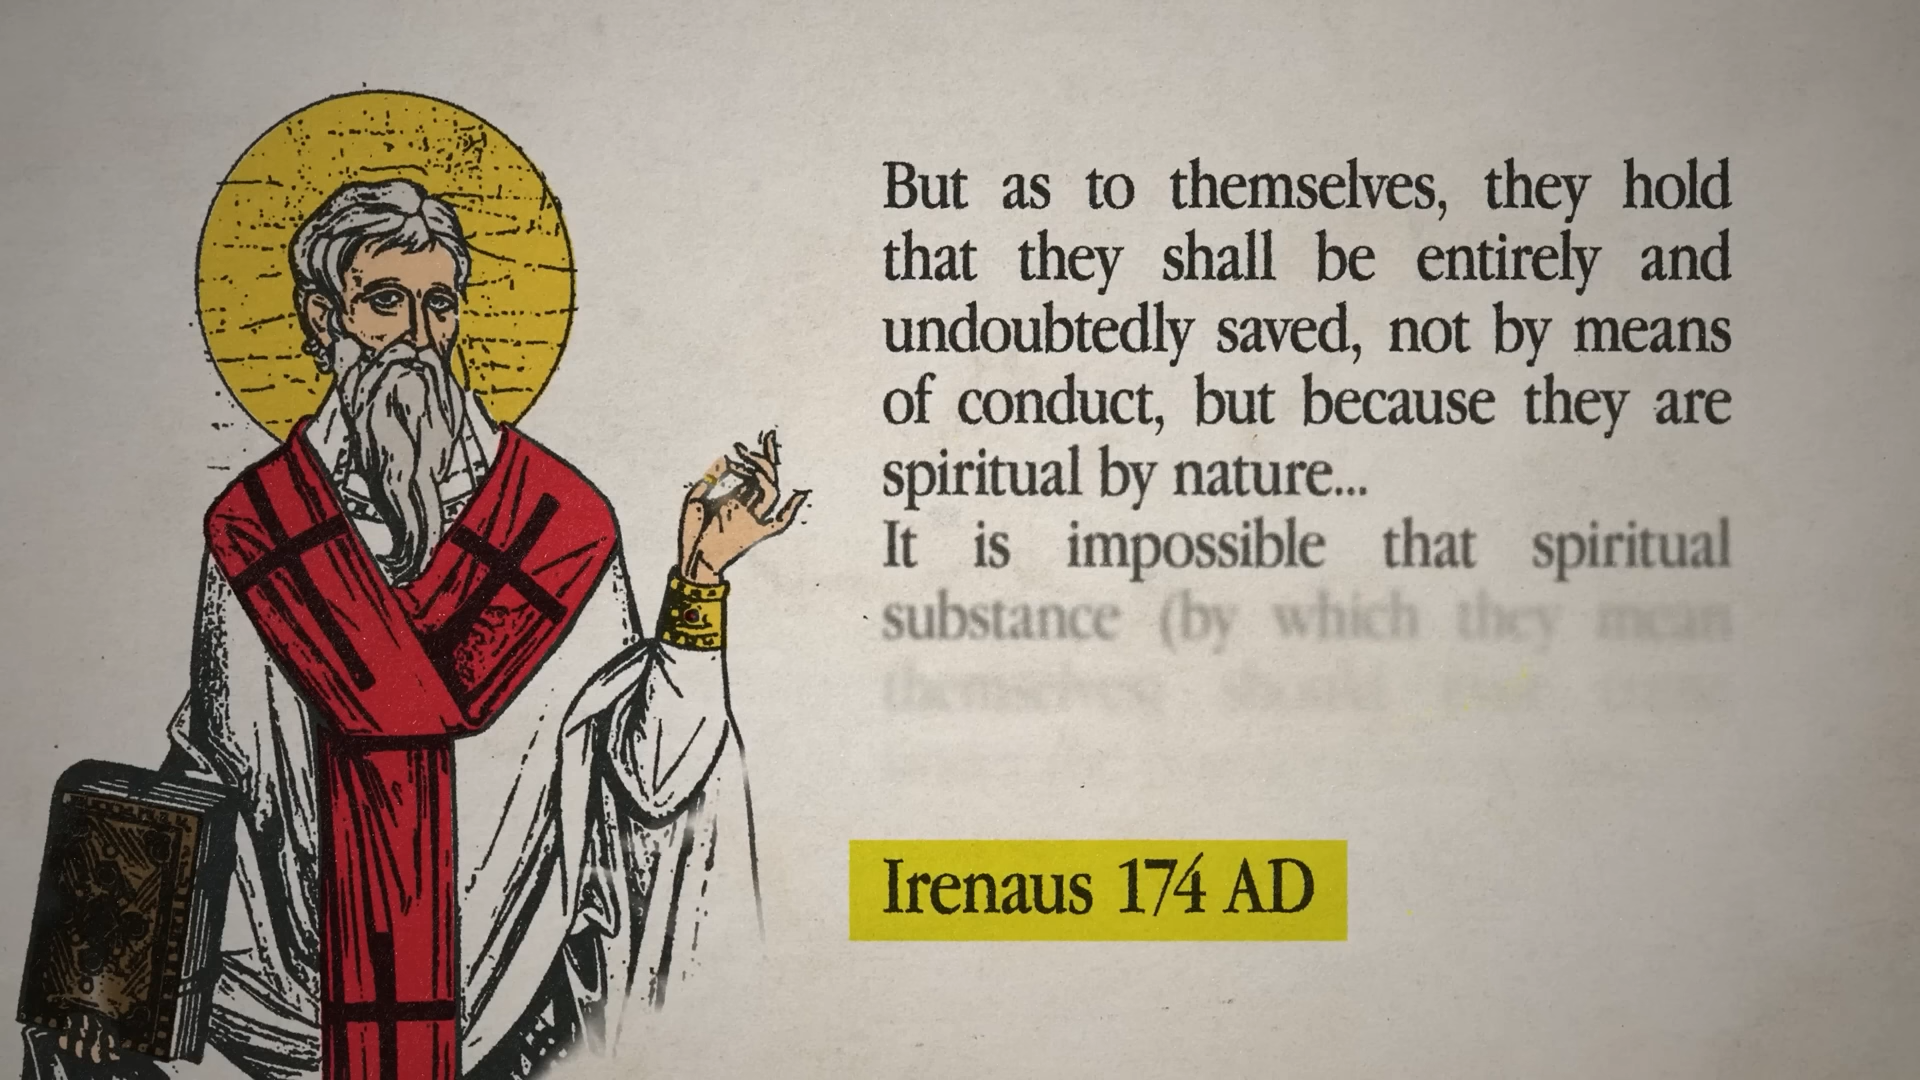 But as to themselves, they hold
that they shall be entirely and
undoubtedly saved, not by means
of conduct, but because they are
spiritual by nature...
It is impossible that spiritual
substance (by which they mean
themselves) should
Irenaus 174 AD